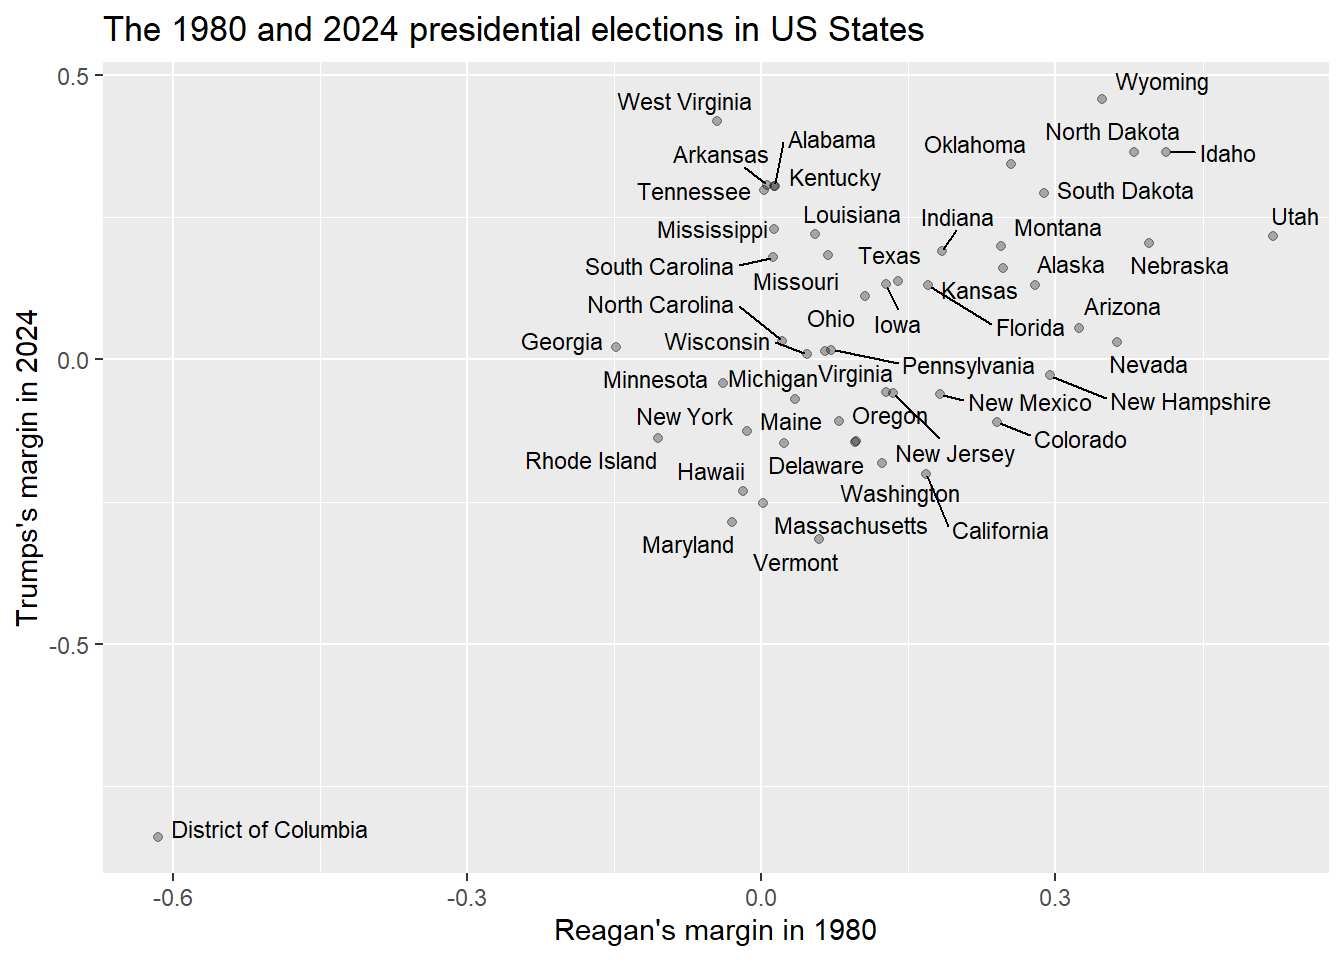 The 1980 and 2024 presidential elections in US States
Trumps's margin in 2024
0.5
0.0
-0.5
Wyoming
West Virginia
North Dakota
Alabama
Oklahoma
Arkansas
Idaho
Kentucky
Tennessee
South Dakota
Louisiana
Indiana
Utah
Mississippi
Montana
Texas
South Carolina
Alaska
Nebraska
Missouri
Kansas
North Carolina
Arizona
Ohio
Iowa
Florida
Georgia
Wisconsin
Pennsylvania
Nevada
Minnesota
Michigan
Virginia
New Mexico
New Hampshire
New York
Maine
Oregon
Colorado
New Jersey
Rhode Island
Hawaii
Delaware
Washington
Massachusetts
California
Maryland
Vermont
District of Columbia
-0.6
-0.3
0.0
0.3
Reagan's margin in 1980